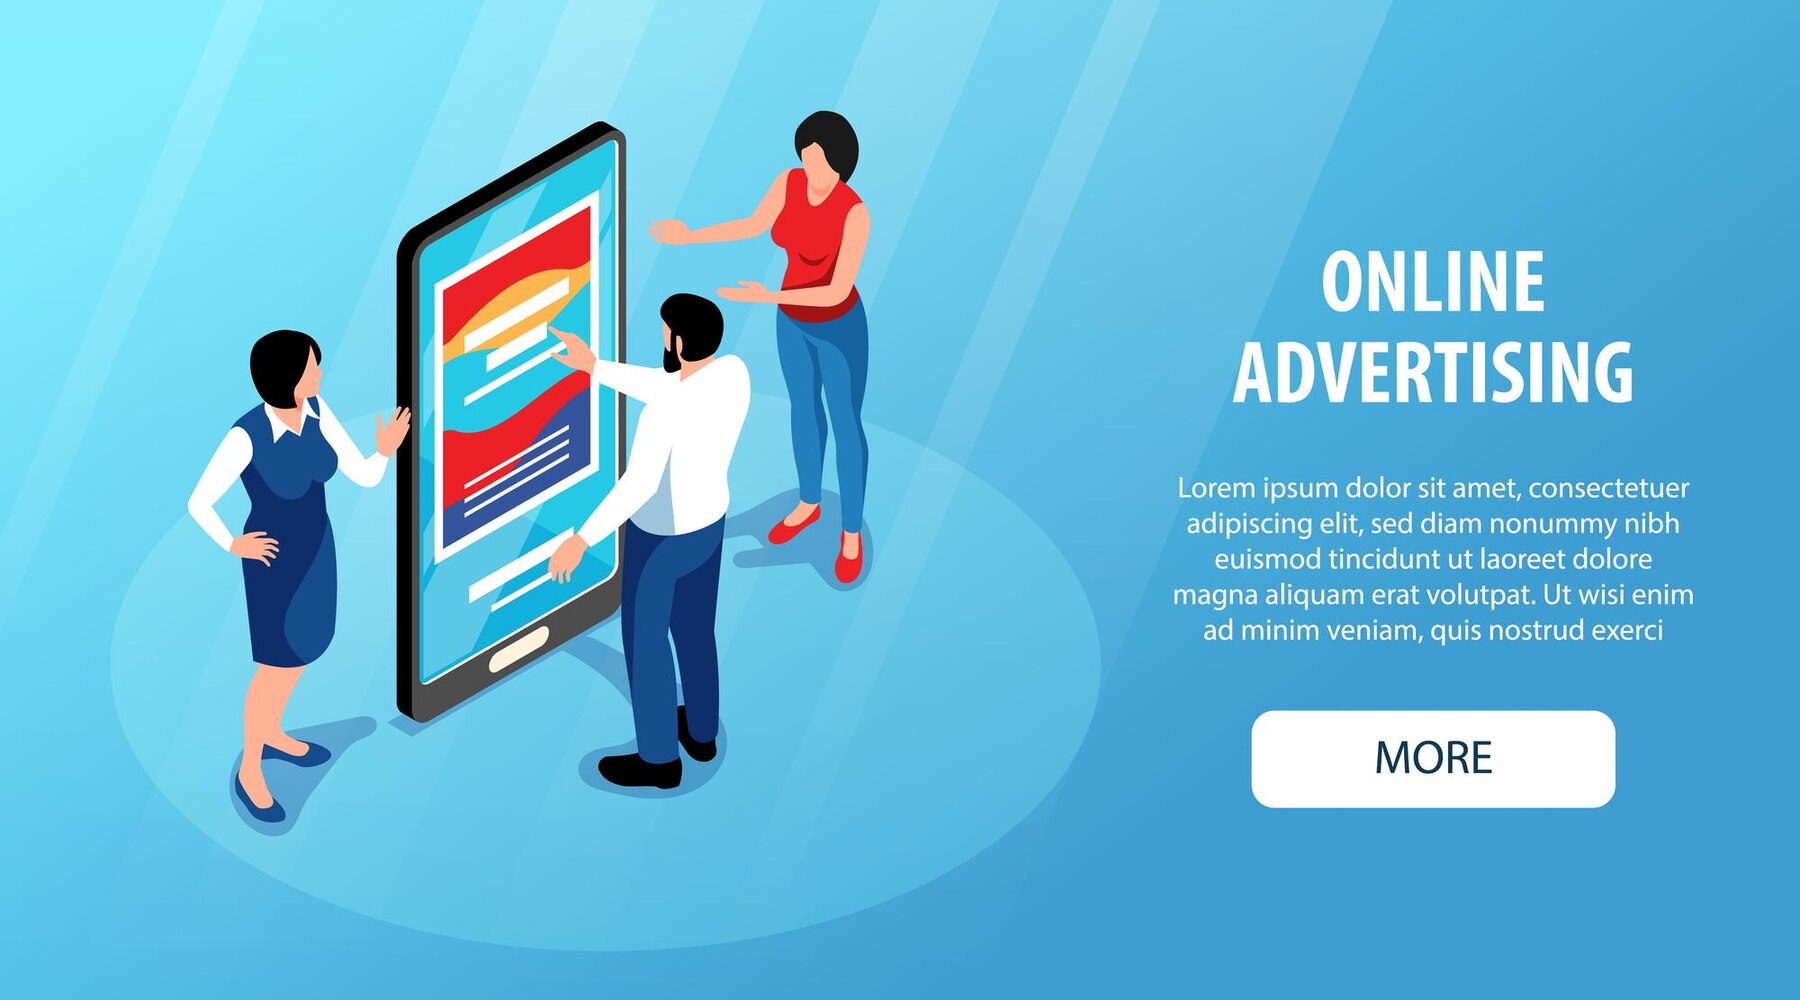 ONLINE
ADVERTISING
Lorem ipsum dolor sit amet, consectetuer
adipiscing elit, sed diam nonummy nibh
euismod tincidunt ut laoreet dolore
magna aliquam erat volutpat. Ut wisi enim
ad minim veniam, quis nostrud exerci
MORE